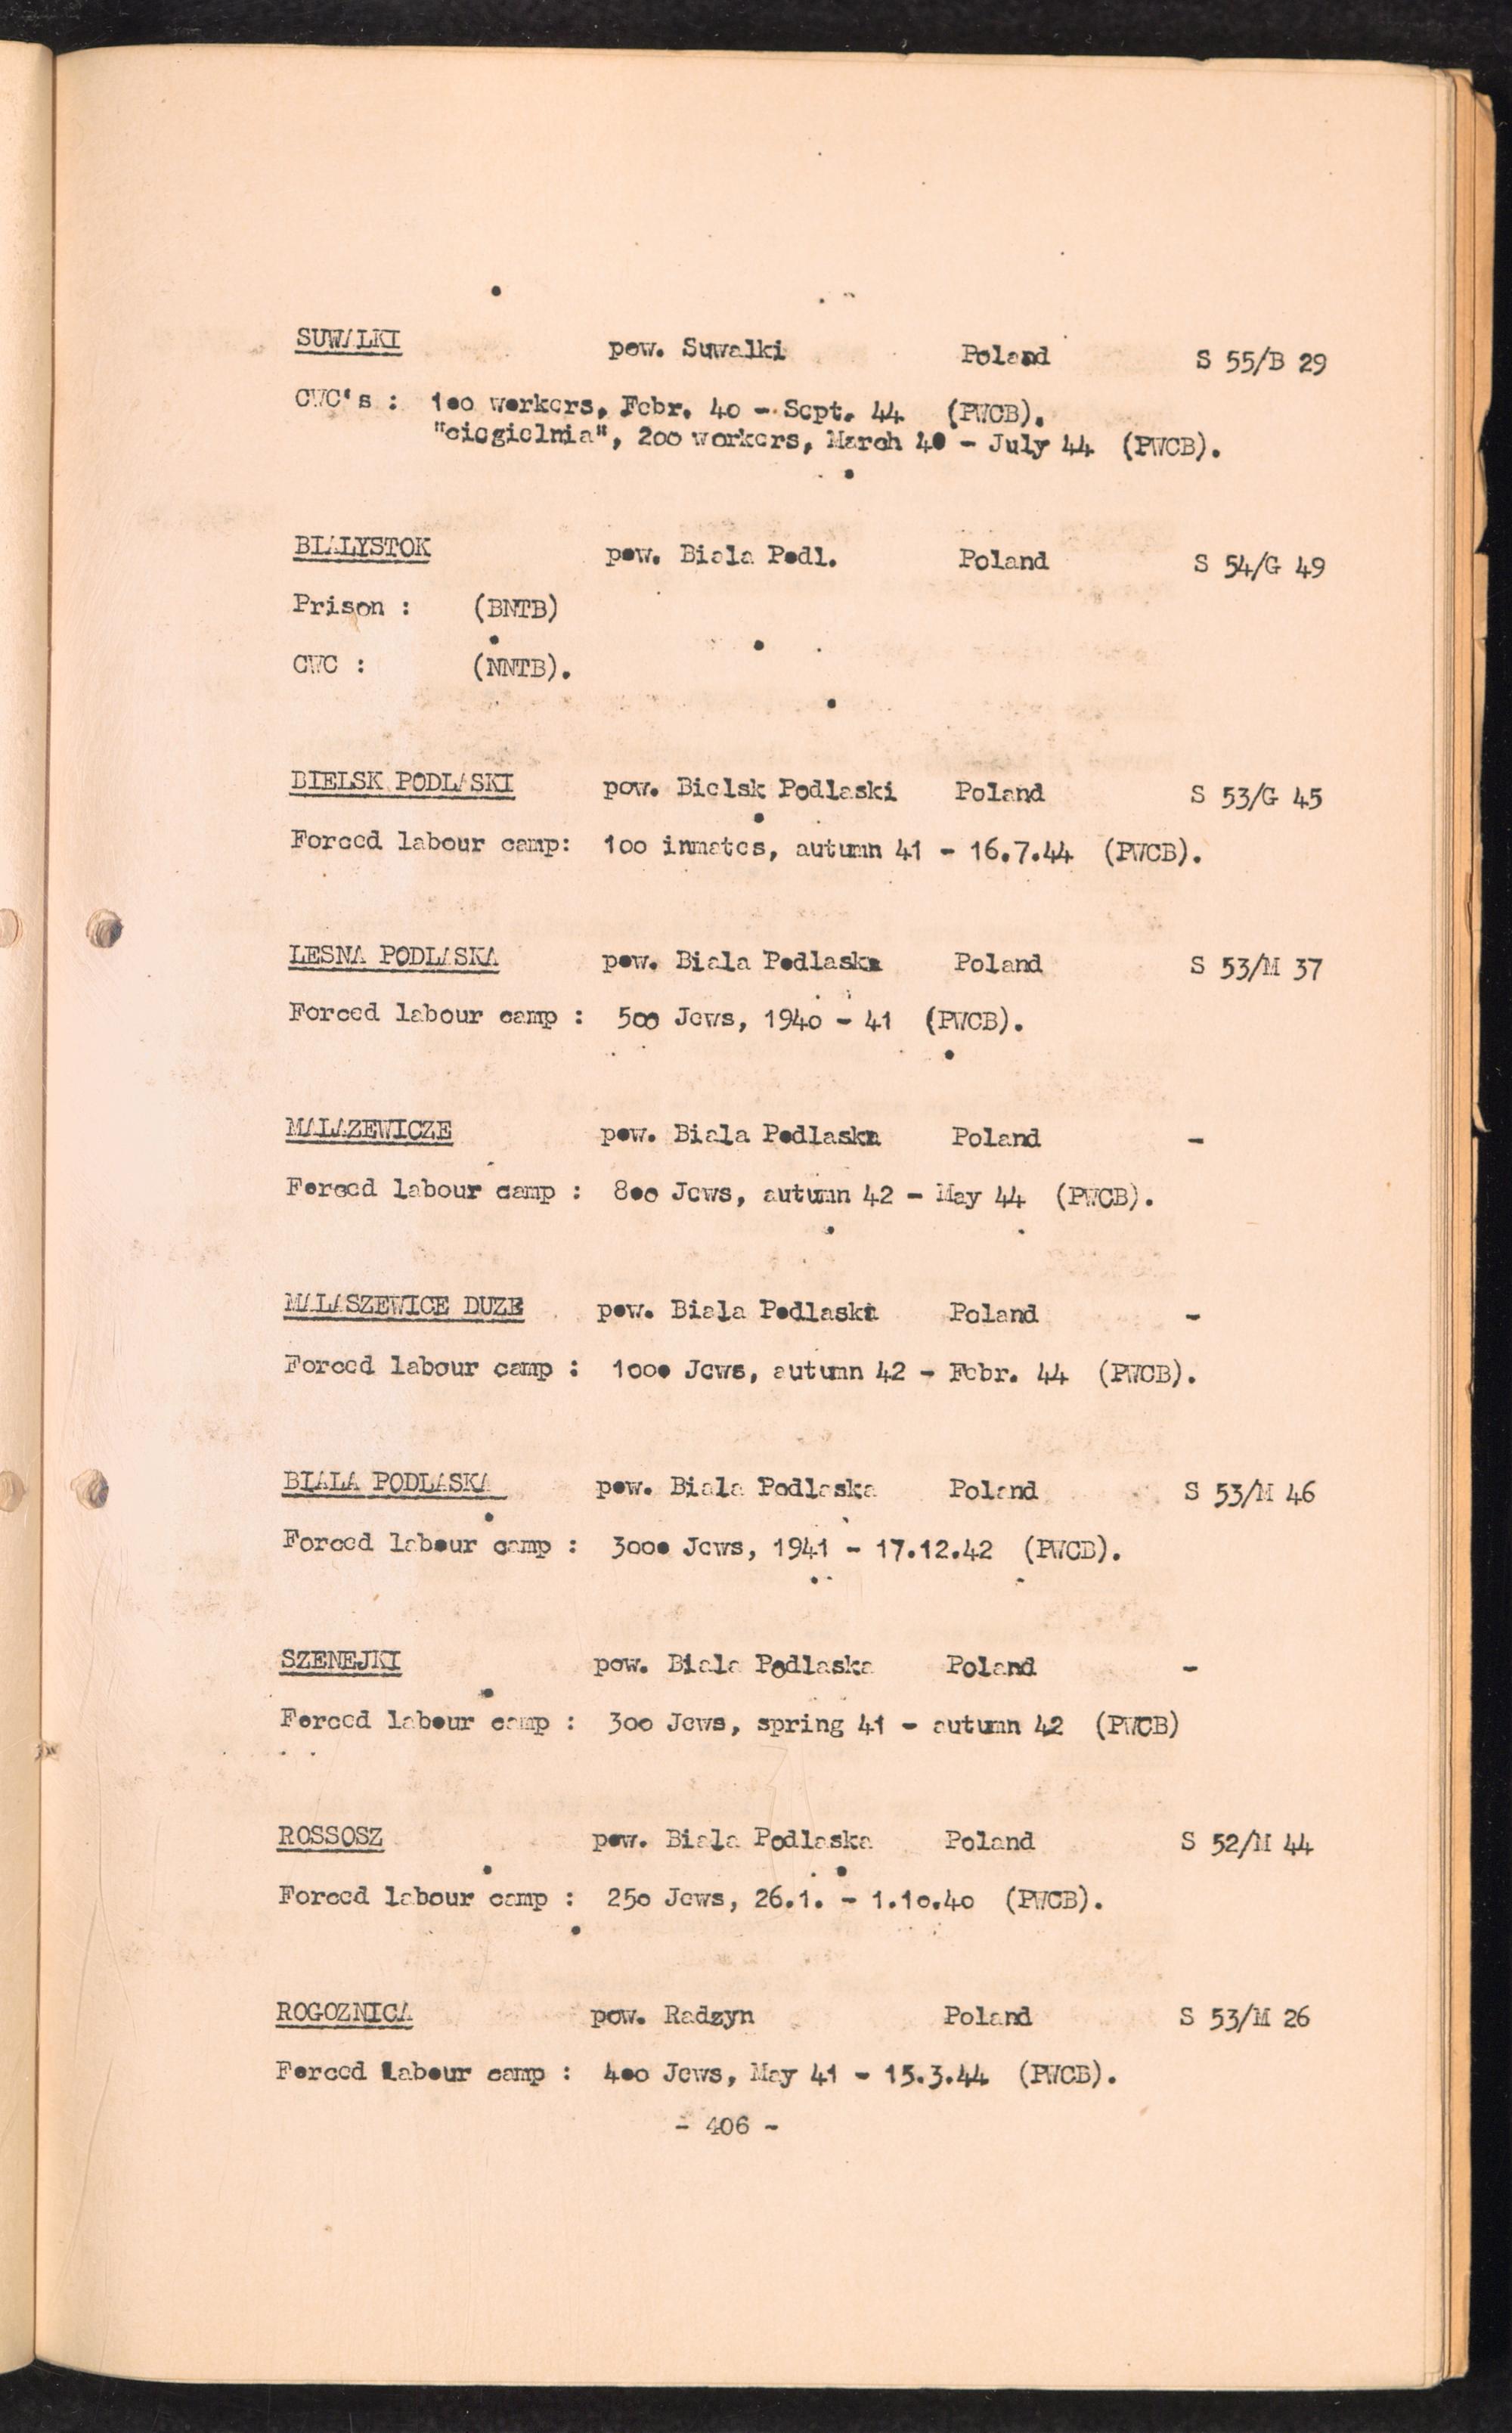 SUWALKI pow. Suwalki Poland S 55/B 29
CWC's : 100 workers, Febr. 40 - Sept. 44 (PWCB).
"ciegielnia", 200 workers, March 40 - July 44 (PWCB).
BIALYSTOK pow. Biala Podl. Poland S 54/G 49
Prison : (BNTB)
CWC : (NNTB).
BIELSK PODLASKI pow. Bielsk Podlaski Poland S 53/G 45
Forced labour camp: 100 inmates, autumn 41 - 16.7.44 (PWCB).
LESNA PODLASKA pow. Biala Podlaska Poland S 53/M 37
Forced labour camp : 500 Jews, 1940 - 41 (PWCB).
MALAZEWICZE pow. Biala Podlaska Poland -
Forced labour camp : 800 Jews, autumn 42 - May 44 (PWCB).
MALASZEWICE DUZE pow. Biala Podlaska Poland -
Forced labour camp : 1000 Jews, autumn 42 - Febr. 44 (PWCB).
BIALA PODLASKA pow. Biala Podlaska Poland S 53/M 46
Forced labour camp : 3000 Jews, 1941 - 17.12.42 (PWCB).
SZENEJKI pow. Biala Podlaska Poland -
Forced labour camp : 300 Jews, spring 41 - autumn 42 (PWCB)
ROSSOSZ pow. Biala Podlaska Poland S 52/M 44
Forced labour camp : 250 Jews, 26.1. - 1.10.40 (PWCB).
ROGOZNICA pow. Radzyn Poland S 53/M 26
Forced labour camp : 400 Jews, May 41 - 15.3.44 (PWCB).
- 406 -